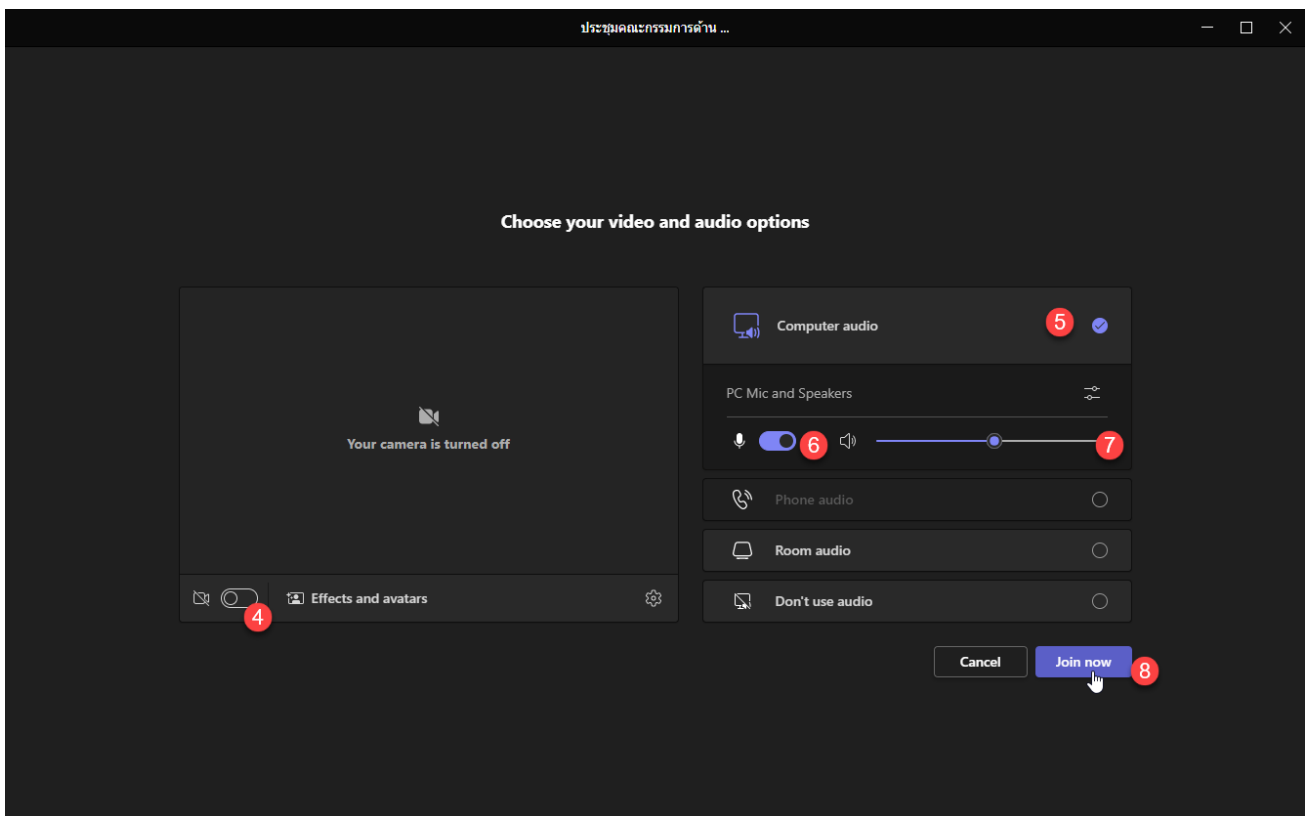 ประชุมคณะกรรมการด้าน ...
Choose your video and audio options
Your camera is turned off
4
Effects and avatars
Computer audio
5
PC Mic and Speakers
6
7
Phone audio
Room audio
Don't use audio
Cancel
Join now
8